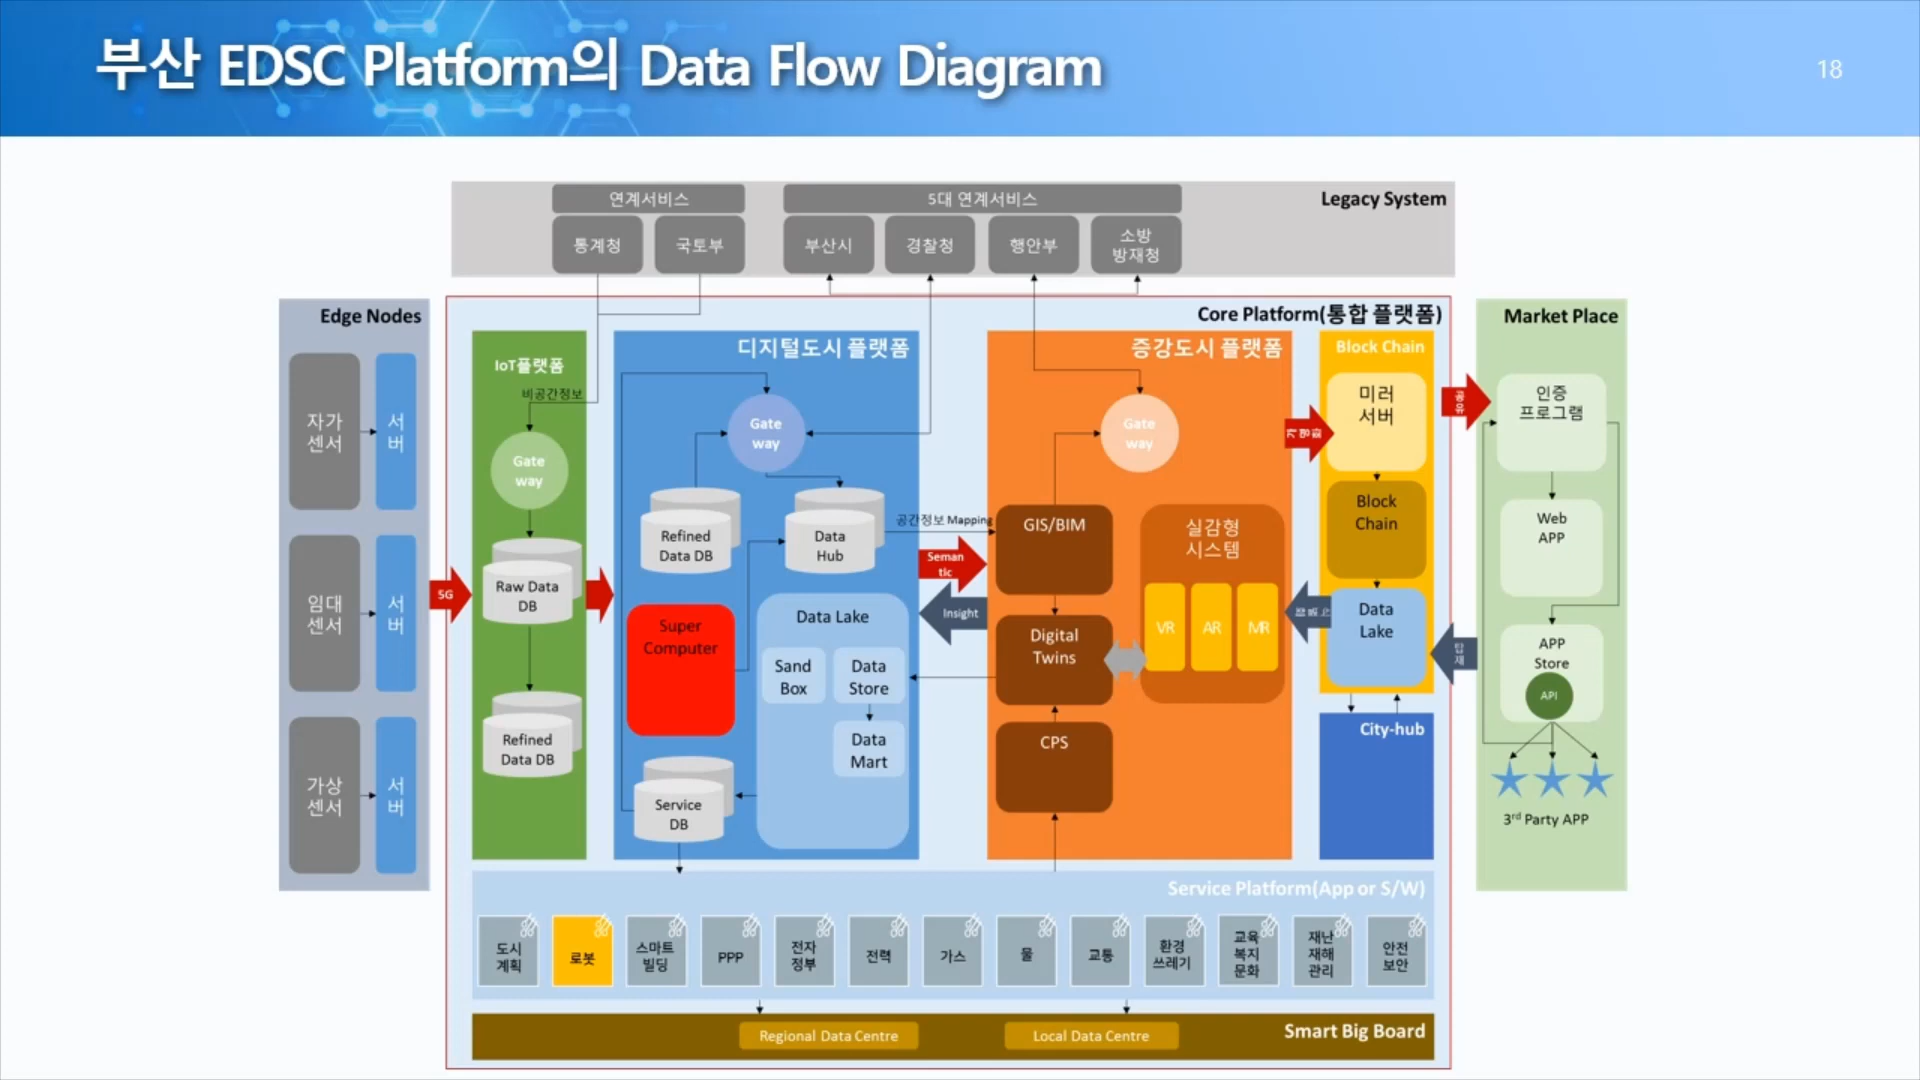 부산 EDSC Platform의 Data Flow Diagram
18
연계서비스
5대 연계서비스
Legacy System
통계청
국토부
부산시
경찰청
행안부
소방
방재청
Edge Nodes
자가
센서
서
버
임대
센서
서
버
가상
센서
서
버
5G
Core Platform(통합 플랫폼)
IoT플랫폼
비공간정보
Gate
way
Raw Data
DB
Refined
Data DB
디지털도시 플랫폼
Gate
way
Refined
Data DB
Data
Hub
Super
Computer
Data Lake
Sand
Box
Data
Store
Data
Mart
Service
DB
공간정보 Mapping
Seman
tic
Insight
증강도시 플랫폼
Gate
way
GIS/BIM
실감형
시스템
VR
AR
MR
Digital
Twins
CPS
Block Chain
미러
서버
Block
Chain
Data
Lake
City-hub
탑
재
Market Place
인증
프로그램
Web
APP
APP
Store
API
3rd Party APP
Service Platform(App or S/W)
도시
계획
로봇
스마트
빌딩
PPP
전자
정부
전력
가스
물
교통
환경
쓰레기
교육
복지
문화
재난
재해
관리
안전
보안
Regional Data Centre
Local Data Centre
Smart Big Board